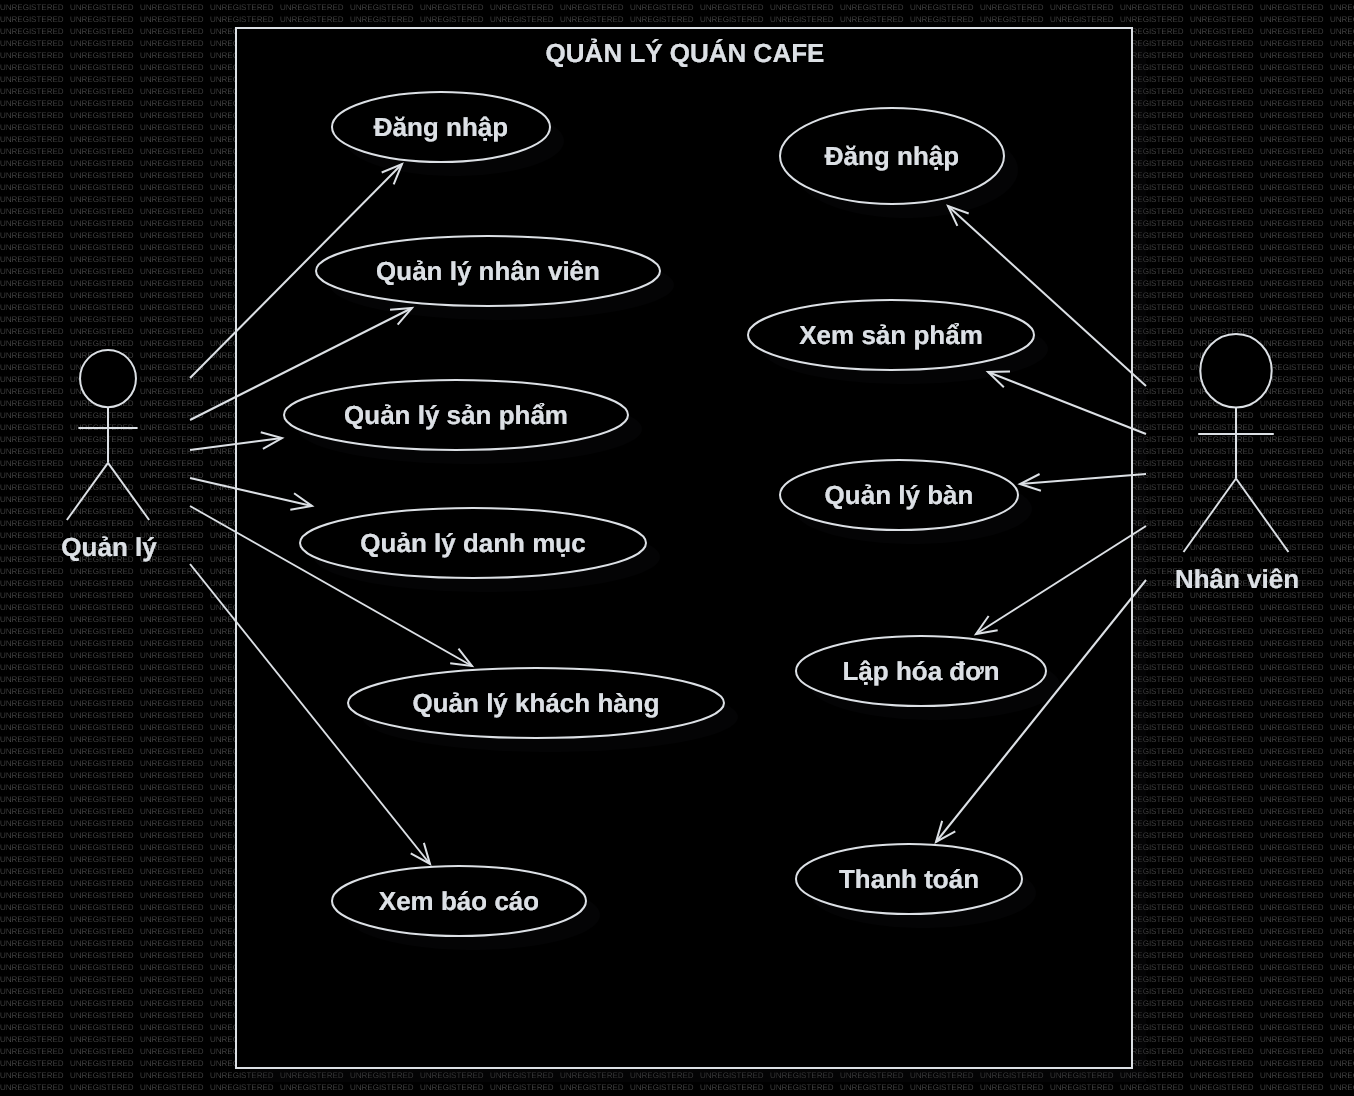 QUẢN LÝ QUÁN CAFE
Đăng nhập
Đăng nhập
Quản lý nhân viên
Xem sản phẩm
Quản lý sản phẩm
Quản lý bàn
Quản lý danh mục
Quản lý
Nhân viên
Lập hóa đơn
Quản lý khách hàng
Thanh toán
Xem báo cáo
UNREGISTERED